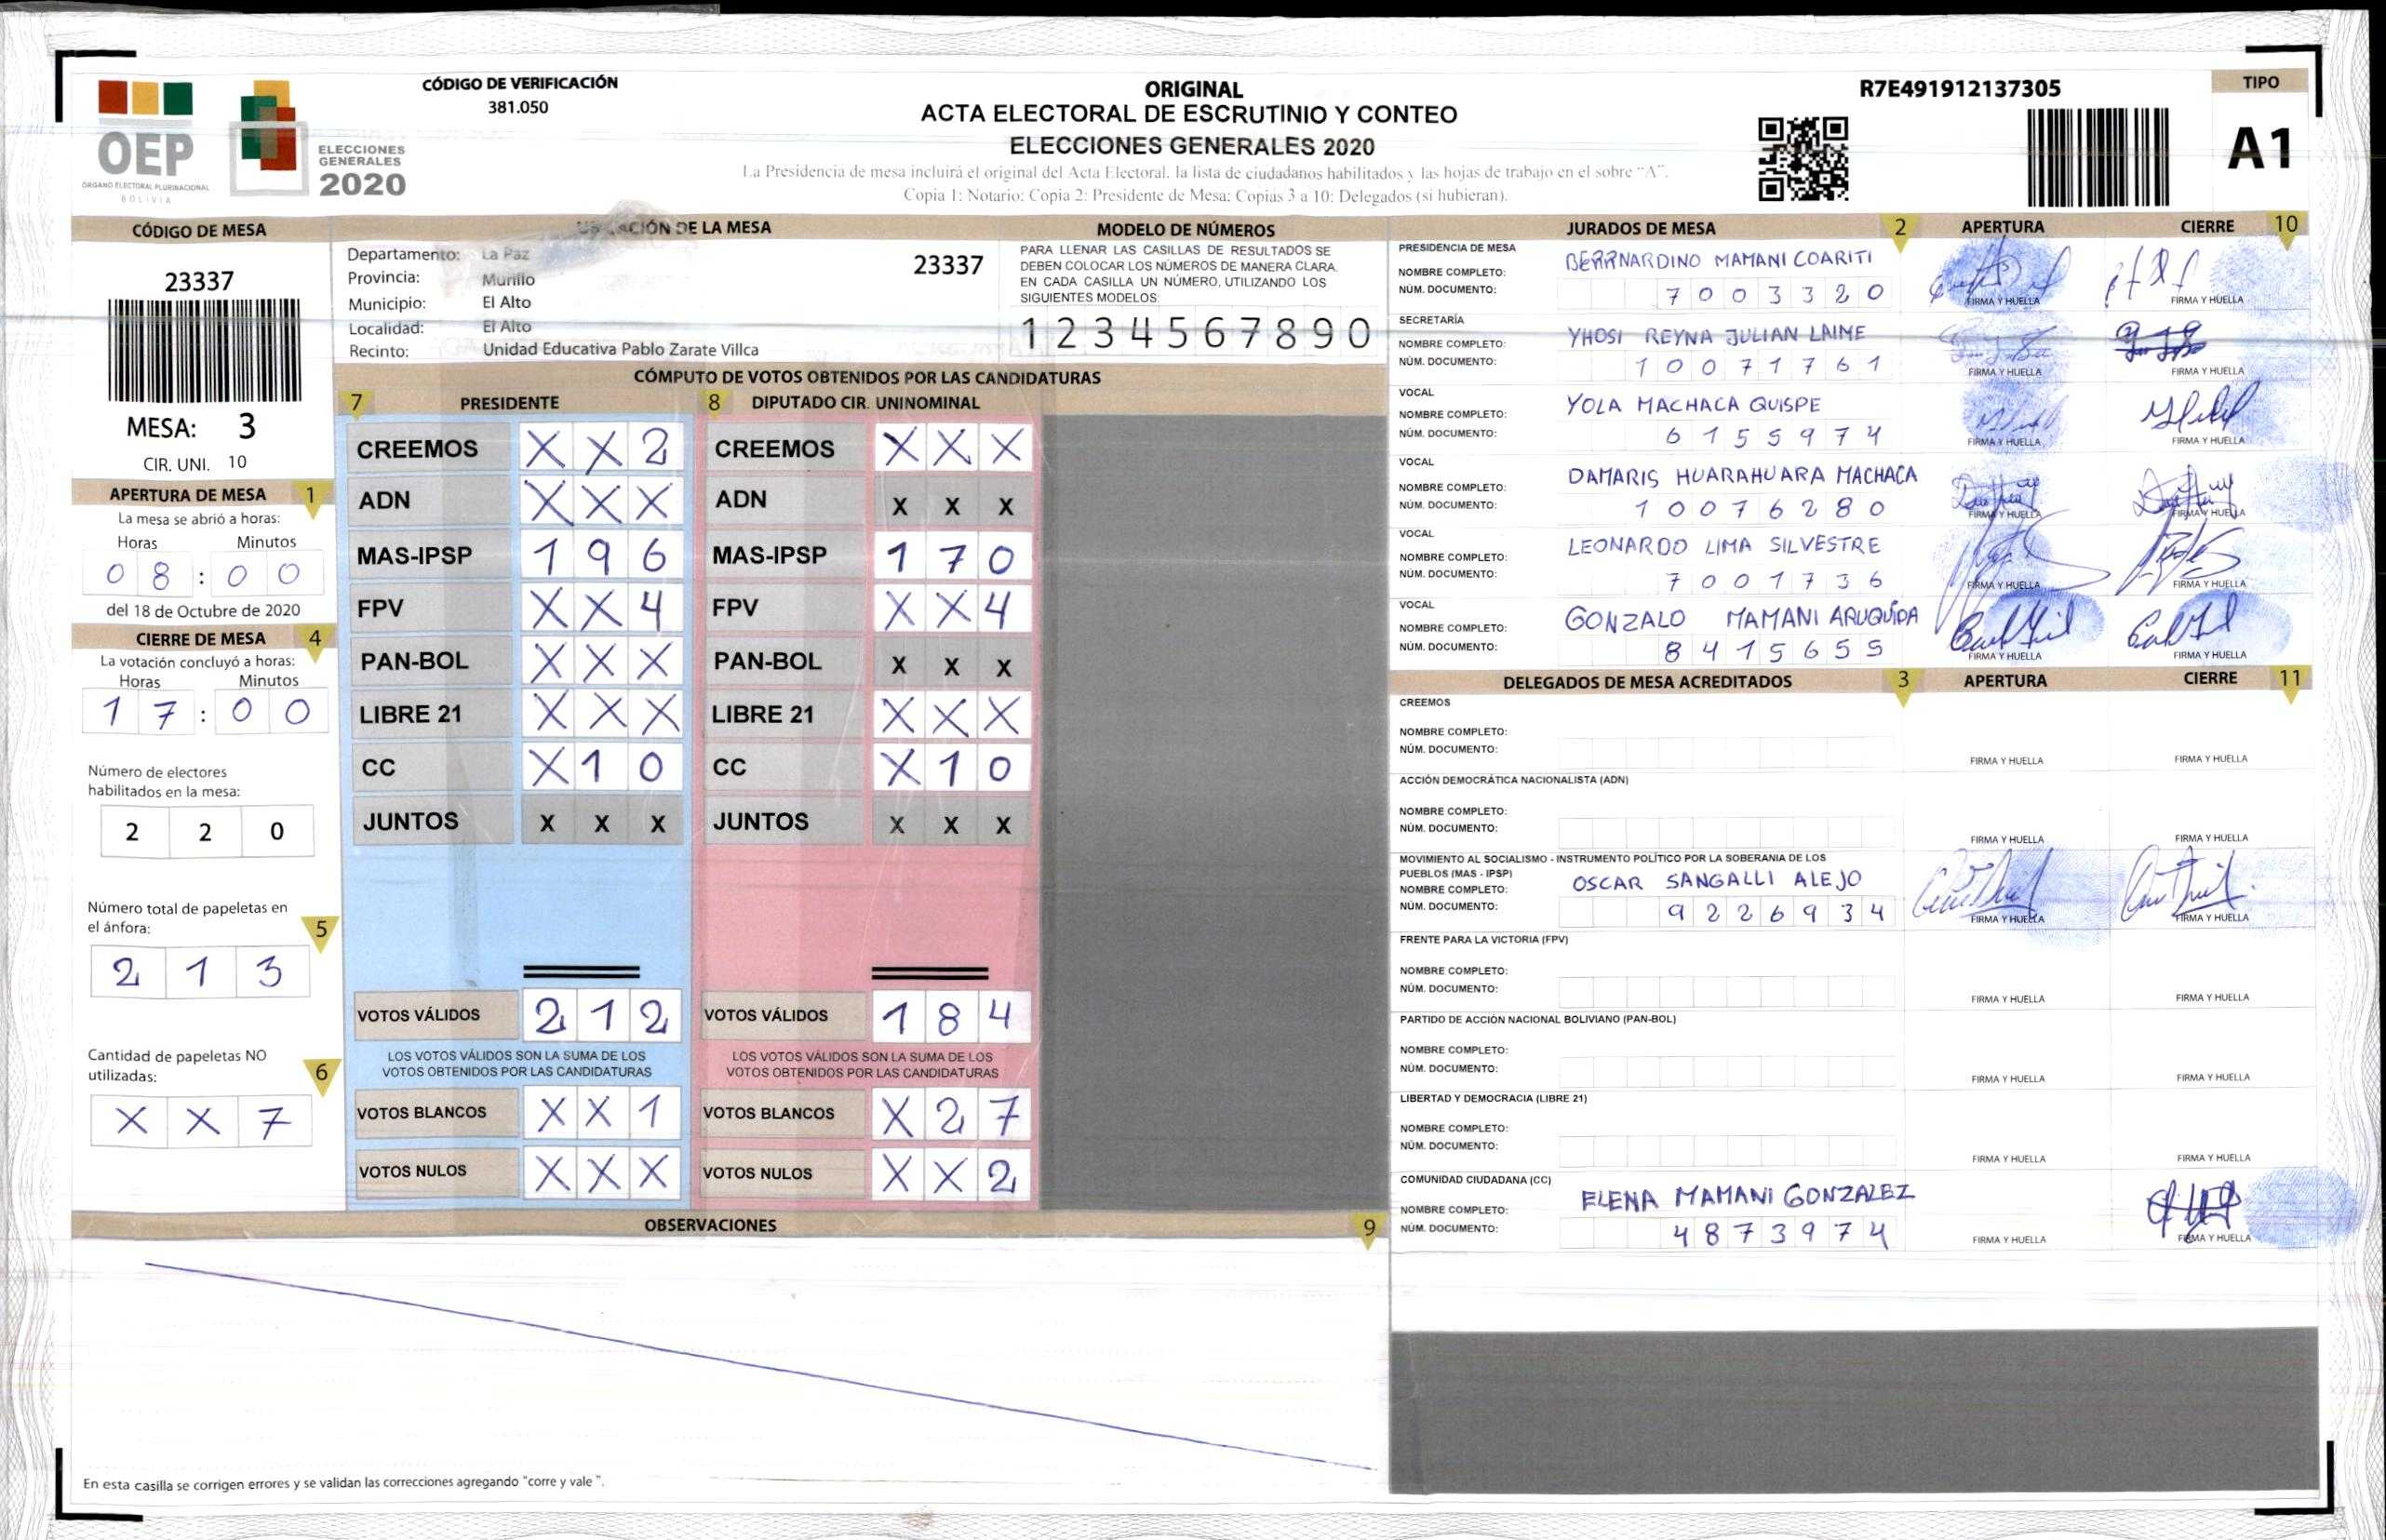 CÓDIGO DE VERIFICACIÓN
381.050
OEP
ÓRGANO ELECTORAL PLURINACIONAL
BOLIVIA
ELECCIONES
GENERALES
2020
ORIGINAL
ACTA ELECTORAL DE ESCRUTINIO Y CONTEO
ELECCIONES GENERALES 2020
La Presidencia de mesa incluirá el original del Acta Electoral, la lista de ciudadanos habilitados y las hojas de trabajo en el sobre "A".
Copia 1: Notario; Copia 2: Presidente de Mesa; Copias 3 a 10: Delegados (si hubieran).
R7E491912137305
TIPO
A1
CÓDIGO DE MESA
23337
MESA: 3
CIR. UNI. 10
APERTURA DE MESA 1
La mesa se abrió a horas:
Horas Minutos
0 8 : 0 0
del 18 de Octubre de 2020
CIERRE DE MESA 4
La votación concluyó a horas:
Horas Minutos
1 7 : 0 0
Número de electores
habilitados en la mesa:
2 2 0
Número total de papeletas en
el ánfora: 5
2 1 3
Cantidad de papeletas NO
utilizadas: 6
X X 7
UBICACIÓN DE LA MESA
Departamento: La Paz
Provincia: Murillo
Municipio: El Alto
Localidad: El Alto
Recinto: Unidad Educativa Pablo Zarate Villca
23337
MODELO DE NÚMEROS
PARA LLENAR LAS CASILLAS DE RESULTADOS SE
DEBEN COLOCAR LOS NÚMEROS DE MANERA CLARA.
EN CADA CASILLA UN NÚMERO, UTILIZANDO LOS
SIGUIENTES MODELOS:
1 2 3 4 5 6 7 8 9 0
CÓMPUTO DE VOTOS OBTENIDOS POR LAS CANDIDATURAS
7 PRESIDENTE
CREEMOS X X 2
ADN X X X
MAS-IPSP 1 9 6
FPV X X 4
PAN-BOL X X X
LIBRE 21 X X X
CC X 1 0
JUNTOS X X X
VOTOS VÁLIDOS 2 1 2
LOS VOTOS VÁLIDOS SON LA SUMA DE LOS
VOTOS OBTENIDOS POR LAS CANDIDATURAS
VOTOS BLANCOS X X 1
VOTOS NULOS X X X
8 DIPUTADO CIR. UNINOMINAL
CREEMOS X X X
ADN X X X
MAS-IPSP 1 7 0
FPV X X 4
PAN-BOL X X X
LIBRE 21 X X X
CC X 1 0
JUNTOS X X X
VOTOS VÁLIDOS 1 8 4
LOS VOTOS VÁLIDOS SON LA SUMA DE LOS
VOTOS OBTENIDOS POR LAS CANDIDATURAS
VOTOS BLANCOS X 2 7
VOTOS NULOS X X 2
OBSERVACIONES 9
En esta casilla se corrigen errores y se validan las correcciones agregando "corre y vale".
JURADOS DE MESA 2 APERTURA CIERRE 10
PRESIDENCIA DE MESA
NOMBRE COMPLETO: BERRNARDINO MAMANI COARITI
NÚM. DOCUMENTO: 7 0 0 3 3 2 0
FIRMA Y HUELLA FIRMA Y HUELLA
SECRETARÍA
NOMBRE COMPLETO: YHOSI REYNA JULIAN LAIME
NÚM. DOCUMENTO: 1 0 0 7 1 7 6 1
FIRMA Y HUELLA FIRMA Y HUELLA
VOCAL
NOMBRE COMPLETO: YOLA MACHACA QUISPE
NÚM. DOCUMENTO: 6 1 5 5 9 7 4
FIRMA Y HUELLA FIRMA Y HUELLA
VOCAL
NOMBRE COMPLETO: DAMARIS HUARAHUARA MACHACA
NÚM. DOCUMENTO: 1 0 0 7 6 2 8 0
FIRMA Y HUELLA FIRMA Y HUELLA
VOCAL
NOMBRE COMPLETO: LEONARDO LIMA SILVESTRE
NÚM. DOCUMENTO: 7 0 0 1 7 3 6
FIRMA Y HUELLA FIRMA Y HUELLA
VOCAL
NOMBRE COMPLETO: GONZALO MAMANI ARUQUIPA
NÚM. DOCUMENTO: 8 4 1 5 6 5 5
FIRMA Y HUELLA FIRMA Y HUELLA
DELEGADOS DE MESA ACREDITADOS 3 APERTURA CIERRE 11
CREEMOS
NOMBRE COMPLETO:
NÚM. DOCUMENTO:
FIRMA Y HUELLA FIRMA Y HUELLA
ACCIÓN DEMOCRÁTICA NACIONALISTA (ADN)
NOMBRE COMPLETO:
NÚM. DOCUMENTO:
FIRMA Y HUELLA FIRMA Y HUELLA
MOVIMIENTO AL SOCIALISMO - INSTRUMENTO POLÍTICO POR LA SOBERANIA DE LOS
PUEBLOS (MAS - IPSP)
NOMBRE COMPLETO: OSCAR SANGALLI ALEJO
NÚM. DOCUMENTO: 9 2 2 6 9 3 4
FIRMA Y HUELLA FIRMA Y HUELLA
FRENTE PARA LA VICTORIA (FPV)
NOMBRE COMPLETO:
NÚM. DOCUMENTO:
FIRMA Y HUELLA FIRMA Y HUELLA
PARTIDO DE ACCIÓN NACIONAL BOLIVIANO (PAN-BOL)
NOMBRE COMPLETO:
NÚM. DOCUMENTO:
FIRMA Y HUELLA FIRMA Y HUELLA
LIBERTAD Y DEMOCRACIA (LIBRE 21)
NOMBRE COMPLETO:
NÚM. DOCUMENTO:
FIRMA Y HUELLA FIRMA Y HUELLA
COMUNIDAD CIUDADANA (CC)
NOMBRE COMPLETO: ELENA MAMANI GONZALEZ
NÚM. DOCUMENTO: 4 8 7 3 9 7 4
FIRMA Y HUELLA FIRMA Y HUELLA